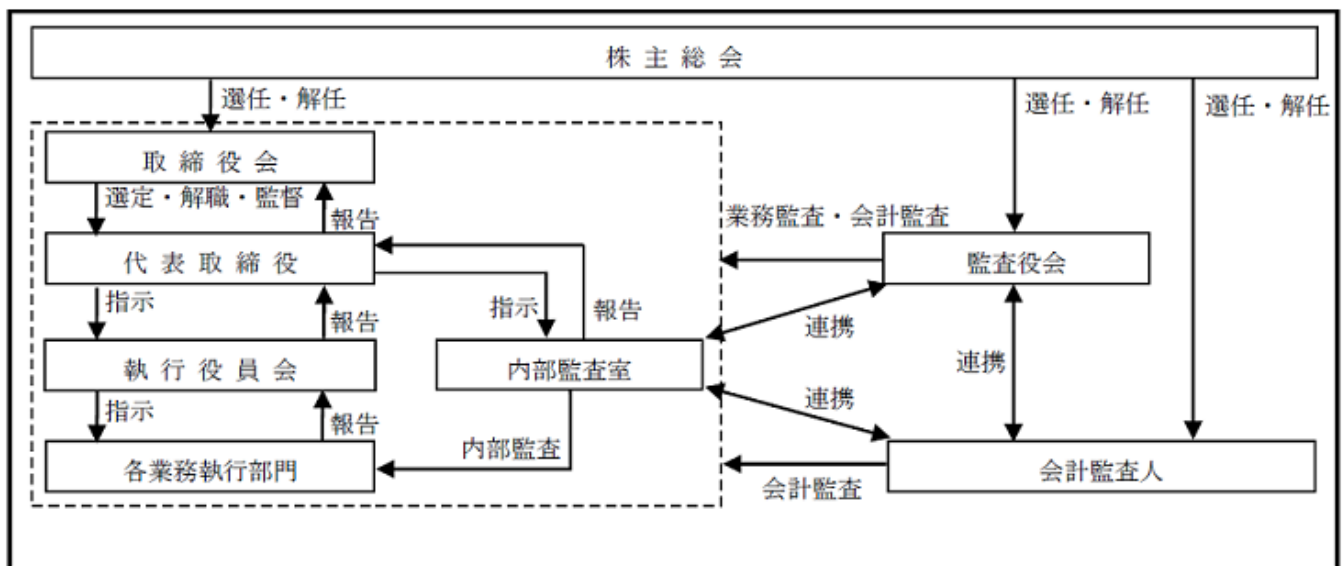 株主総会
選任・解任
選任・解任
選任・解任
取締役会
選定・解職・監督
報告
業務監査・会計監査
代表取締役
監査役会
指示
報告
指示
報告
連携
執行役員会
内部監査室
連携
指示
報告
連携
内部監査
各業務執行部門
会計監査人
会計監査